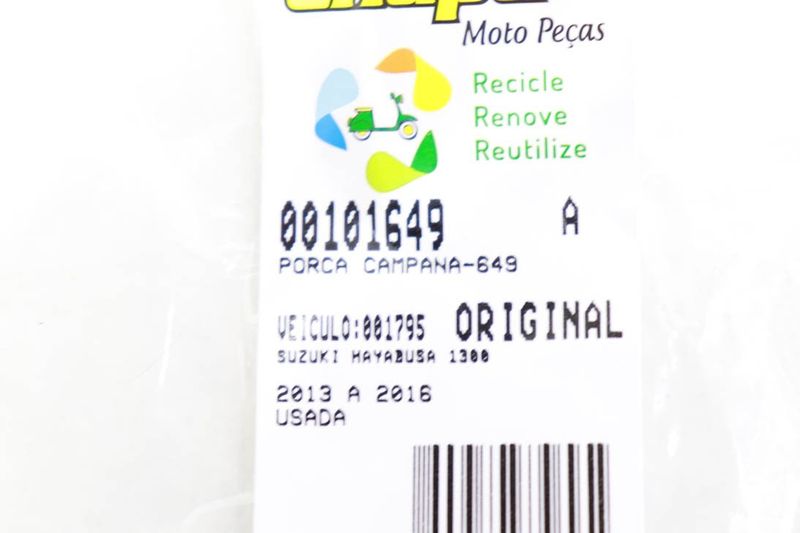 Moto Peças
Recicle
Renove
Reutilize
00101649 A
PORCA CAMPANA-649
VEICULO:001795 ORIGINAL
SUZUKI HAYABUSA 1300
2013 A 2016
USADA